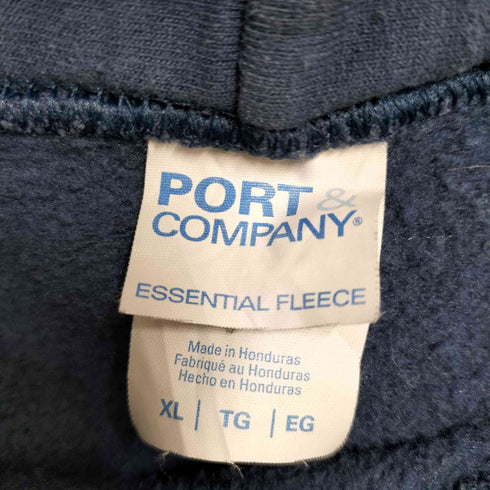 PORT &
COMPANY®
ESSENTIAL FLEECE
Made in Honduras
Fabriqué au Honduras
Hecho en Honduras
XL | TG | EG